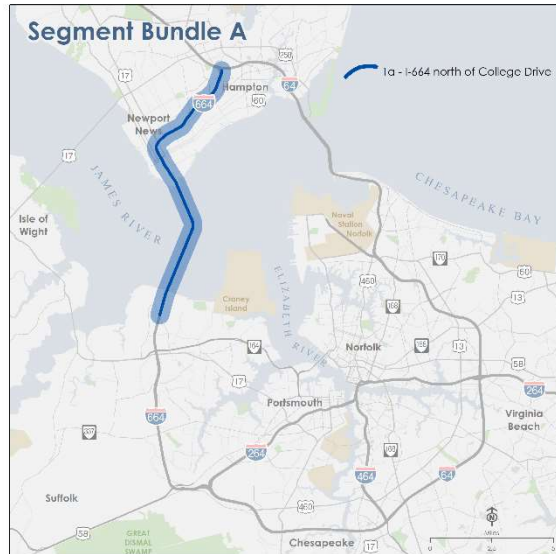 Segment Bundle A
1a - I-664 north of College Drive
17
258
Hampton
64
664
60
Newport
News
17
JAMES RIVER
CHESAPEAKE BAY
Isle of
Wight
Naval
Station
Norfolk
170
60
460
13
Craney
Island
ELIZABETH RIVER
168
Norfolk
165
13
164
58
17
264
Portsmouth
Virginia
Beach
664
337
264
464
168
64
Suffolk
460
N
58
GREAT
DISMAL
SWAMP
Chesapeake